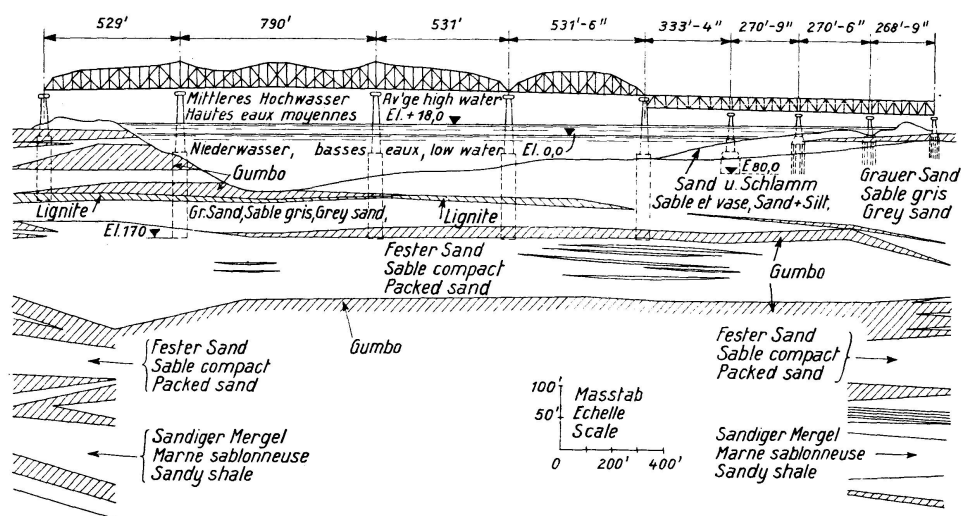 529' 790' 531' 531'-6" 333'-4" 270'-9" 270'-6" 268'-9"
Mittleres Hochwasser Av'ge high water
Hautes eaux moyennes El. + 18,0
Niederwasser, basses eaux, low water El. 0,0
Gumbo
E.80,0
Sand u. Schlamm
Sable et vase, Sand + Silt,
Grauer Sand
Sable gris
Grey sand
Lignite Gr. Sand, Sable gris, Grey sand, Lignite
El. 170
Fester Sand
Sable compact
Packed sand
Gumbo
Gumbo
Fester Sand
Sable compact
Packed sand
Fester Sand
Sable compact
Packed sand
100'
50'
0
Masstab
Echelle
Scale
0 200' 400'
Sandiger Mergel
Marne sablonneuse
Sandy shale
Sandiger Mergel
Marne sablonneuse
Sandy shale